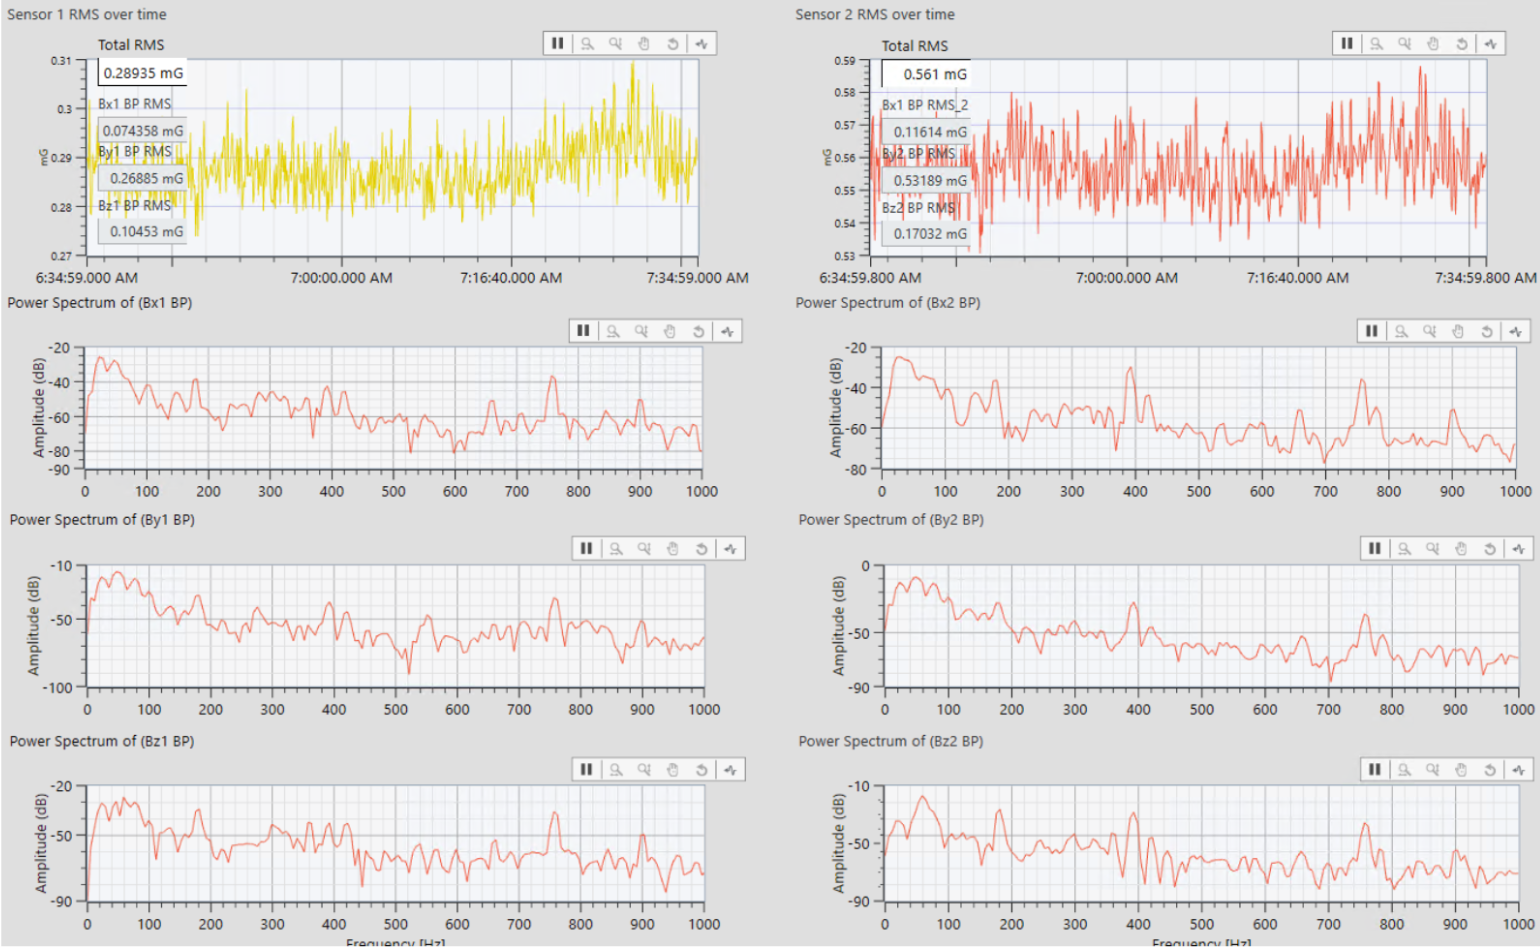 Sensor 1 RMS over time
Total RMS
0.28935 mG
Bx1 BP RMS
0.074358 mG
By1 BP RMS
0.26885 mG
Bz1 BP RMS
0.10453 mG
mG
0.31
0.3
0.29
0.28
0.27
6:34:59.000 AM 7:00:00.000 AM 7:16:40.000 AM 7:34:59.000 AM
Sensor 2 RMS over time
Total RMS
0.561 mG
Bx1 BP RMS_2
0.11614 mG
By2 BP RMS
0.53189 mG
Bz2 BP RMS
0.17032 mG
mG
0.59
0.58
0.57
0.56
0.55
0.54
0.53
6:34:59.800 AM 7:00:00.000 AM 7:16:40.000 AM 7:34:59.800 AM
Power Spectrum of (Bx1 BP)
Amplitude (dB)
-20
-40
-60
-80
-90
0 100 200 300 400 500 600 700 800 900 1000
Power Spectrum of (Bx2 BP)
Amplitude (dB)
-20
-40
-60
-80
0 100 200 300 400 500 600 700 800 900 1000
Power Spectrum of (By1 BP)
Amplitude (dB)
-10
-50
-100
0 100 200 300 400 500 600 700 800 900 1000
Power Spectrum of (By2 BP)
Amplitude (dB)
0
-50
-90
0 100 200 300 400 500 600 700 800 900 1000
Power Spectrum of (Bz1 BP)
Amplitude (dB)
-20
-50
-90
0 100 200 300 400 500 600 700 800 900 1000
Frequency [Hz]
Power Spectrum of (Bz2 BP)
Amplitude (dB)
-10
-50
-90
0 100 200 300 400 500 600 700 800 900 1000
Frequency [Hz]